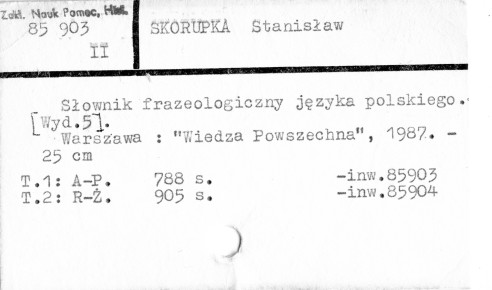 Zakł. Nauk Pomoc. Hist.
85 903
II
SKORUPKA Stanisław
Słownik frazeologiczny języka polskiego.-
[Wyd.5].
Warszawa : "Wiedza Powszechna", 1987. -
25 cm
T.1: A-P. 788 s. -inw.85903
T.2: R-Ż. 905 s. -inw.85904